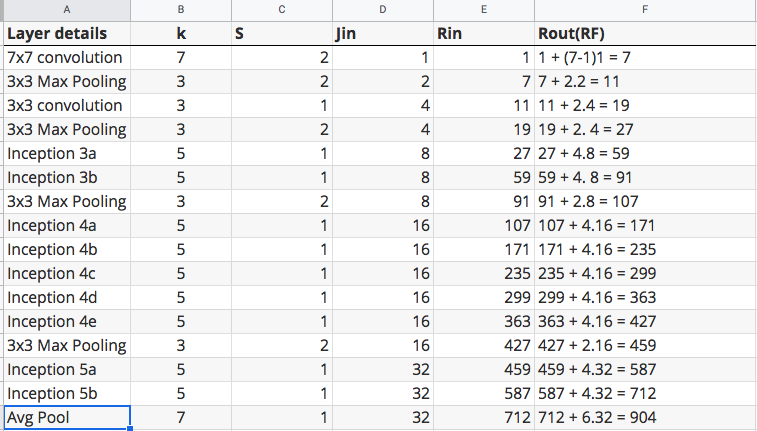 A B C D E F
Layer details k S Jin Rin Rout(RF)
7x7 convolution 7 2 1 1 1 + (7-1)1 = 7
3x3 Max Pooling 3 2 2 7 7 + 2.2 = 11
3x3 convolution 3 1 4 11 11 + 2.4 = 19
3x3 Max Pooling 3 2 4 19 19 + 2. 4 = 27
Inception 3a 5 1 8 27 27 + 4.8 = 59
Inception 3b 5 1 8 59 59 + 4. 8 = 91
3x3 Max Pooling 3 2 8 91 91 + 2.8 = 107
Inception 4a 5 1 16 107 107 + 4.16 = 171
Inception 4b 5 1 16 171 171 + 4.16 = 235
Inception 4c 5 1 16 235 235 + 4.16 = 299
Inception 4d 5 1 16 299 299 + 4.16 = 363
Inception 4e 5 1 16 363 363 + 4.16 = 427
3x3 Max Pooling 3 2 16 427 427 + 2.16 = 459
Inception 5a 5 1 32 459 459 + 4.32 = 587
Inception 5b 5 1 32 587 587 + 4.32 = 712
Avg Pool 7 1 32 712 712 + 6.32 = 904